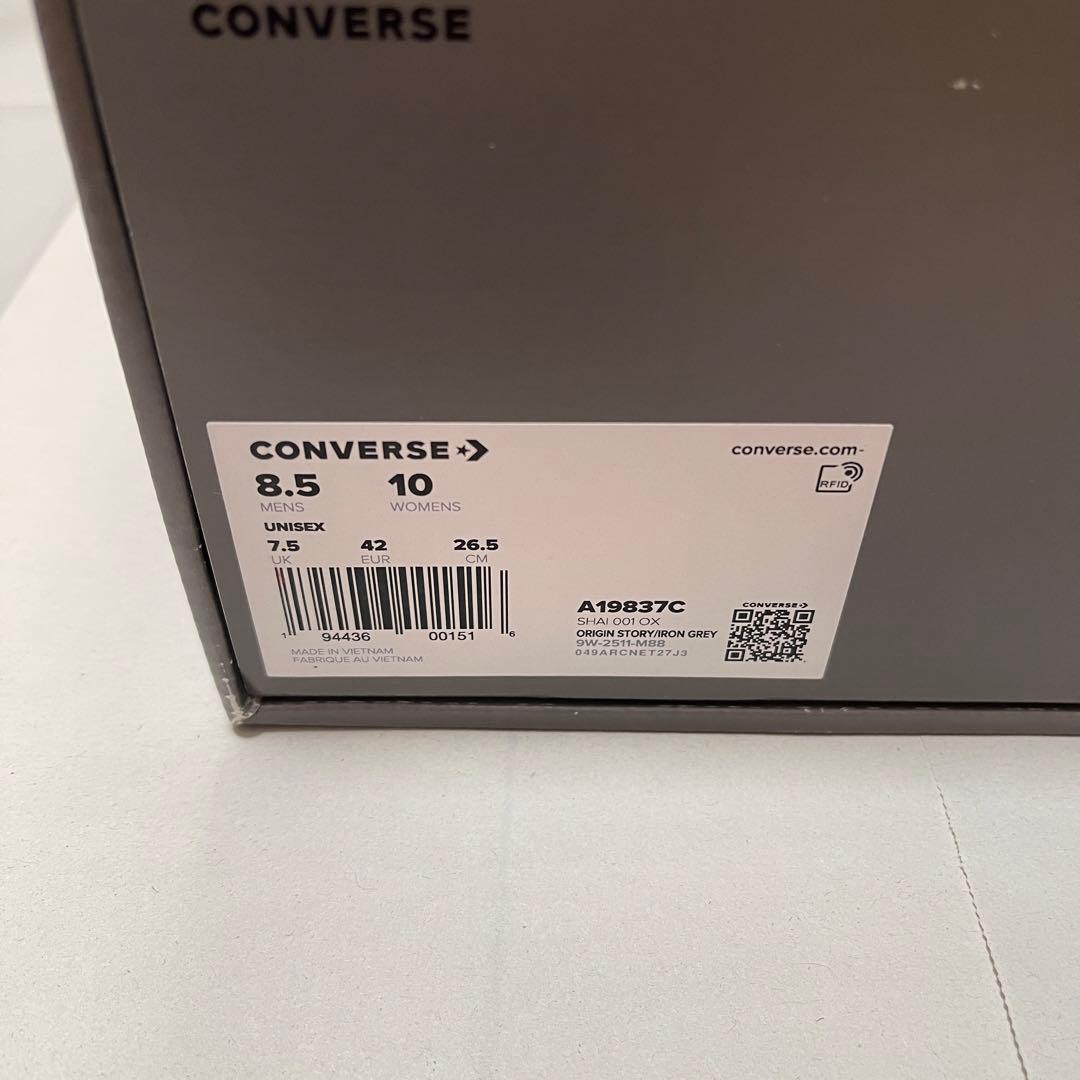 CONVERSE
CONVERSE
converse.com
RFID
8.5 10
MENS WOMENS
UNISEX
7.5 42 26.5
UK EUR CM
1 94436 00151 6
MADE IN VIETNAM
FABRIQUE AU VIETNAM
A19837C
SHAI 001 OX
ORIGIN STORY/IRON GREY
9W-2511-M88
049ARCNET27J3
CONVERSE